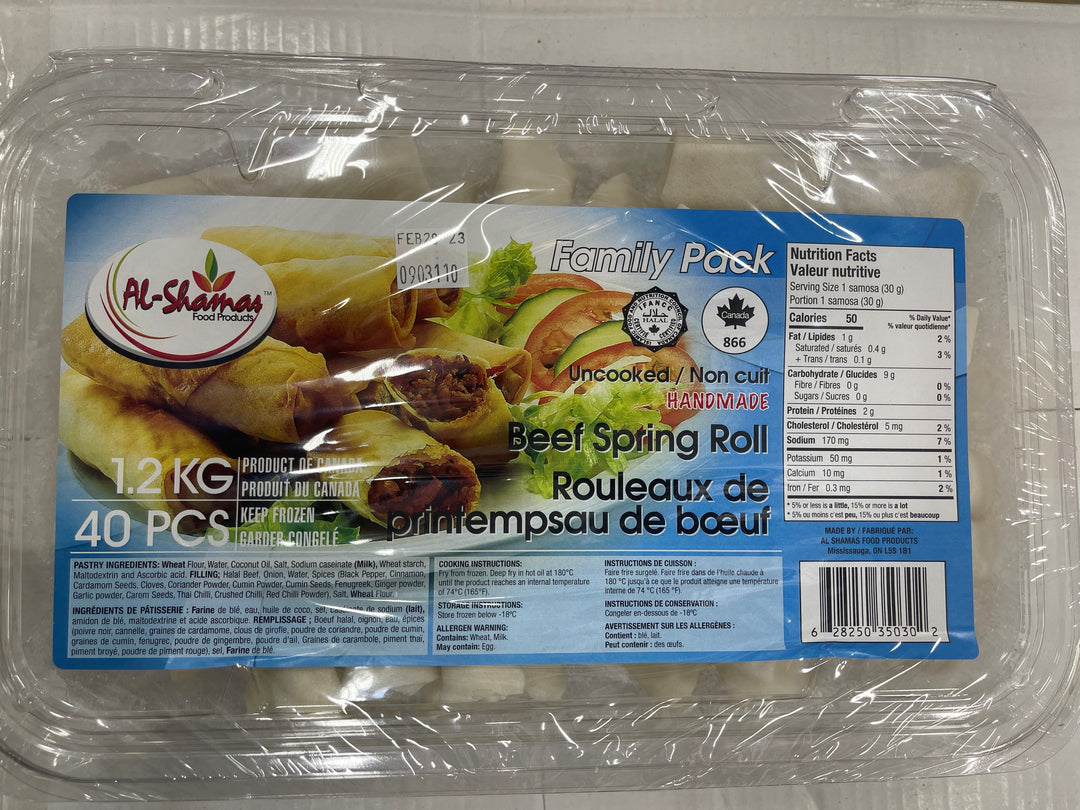 AL-Shamas™
Food Products
FEB28 23
0903110
Family Pack
HALAL
Canada
866
Uncooked / Non cuit
HANDMADE
Beef Spring Roll
Rouleaux de
printempsau de bœuf
1.2 KG
40 PCS
PRODUCT OF CANADA
PRODUIT DU CANADA
KEEP FROZEN
GARDER CONGELÉ
Nutrition Facts
Valeur nutritive
Serving Size 1 samosa (30 g)
Portion 1 samosa (30 g)
Calories 50
% Daily Value*
% valeur quotidienne*
Fat / Lipides 1 g 2 %
Saturated / saturés 0.4 g
+ Trans / trans 0.1 g 3 %
Carbohydrate / Glucides 9 g
Fibre / Fibres 0 g 0 %
Sugars / Sucres 0 g 0 %
Protein / Protéines 2 g
Cholesterol / Cholestérol 5 mg 2 %
Sodium 170 mg 7 %
Potassium 50 mg 1 %
Calcium 10 mg 1 %
Iron / Fer 0.3 mg 2 %
* 5% or less is a little, 15% or more is a lot
* 5% ou moins c'est peu, 15% ou plus c'est beaucoup
MADE BY / FABRIQUÉ PAR:
AL SHAMAS FOOD PRODUCTS
Mississauga, ON L5S 1B1
6 28250 35030 2
PASTRY INGREDIENTS: Wheat Flour, Water, Coconut Oil, Salt, Sodium caseinate (Milk), Wheat starch,
Maltodextrin and Ascorbic acid. FILLING; Halal Beef, Onion, Water, Spices (Black Pepper, Cinnamon,
Cardamom Seeds, Cloves, Coriander Powder, Cumin Powder, Cumin Seeds, Fenugreek, Ginger powder,
Garlic powder, Carom Seeds, Thai Chilli, Crushed Chilli, Red Chilli Powder), Salt, Wheat Flour.
INGRÉDIENTS DE PÂTISSERIE : Farine de blé, eau, huile de coco, sel, de sodium (lait),
amidon de blé, maltodextrine et acide ascorbique. REMPLISSAGE ; Boeuf halal, oignon, eau, épices
(poivre noir, cannelle, graines de cardamome, clous de girofle, poudre de coriandre, poudre de cumin,
graines de cumin, fenugrec, poudre de gingembre, poudre d'ail, Graines de carambole, piment thai,
piment broyé, poudre de piment rouge), sel, Farine de blé.
COOKING INSTRUCTIONS:
Fry from frozen. Deep fry in hot oil at 180°C
until the product reaches an internal temperature
of 74°C (165°F).
STORAGE INSTRUCTIONS:
Store frozen below -18°C
ALLERGEN WARNING:
Contains: Wheat, Milk.
May contain: Egg.
INSTRUCTIONS DE CUISSON :
Faire frire surgelé. Faire frire dans de l'huile chaude à
180 °C jusqu'à ce que le produit atteigne une température
interne de 74 °C (165 °F).
INSTRUCTIONS DE CONSERVATION :
Congeler en-dessous de -18°C
AVERTISSEMENT SUR LES ALLERGÈNES :
Contient : blé, lait.
Peut contenir : des œufs.